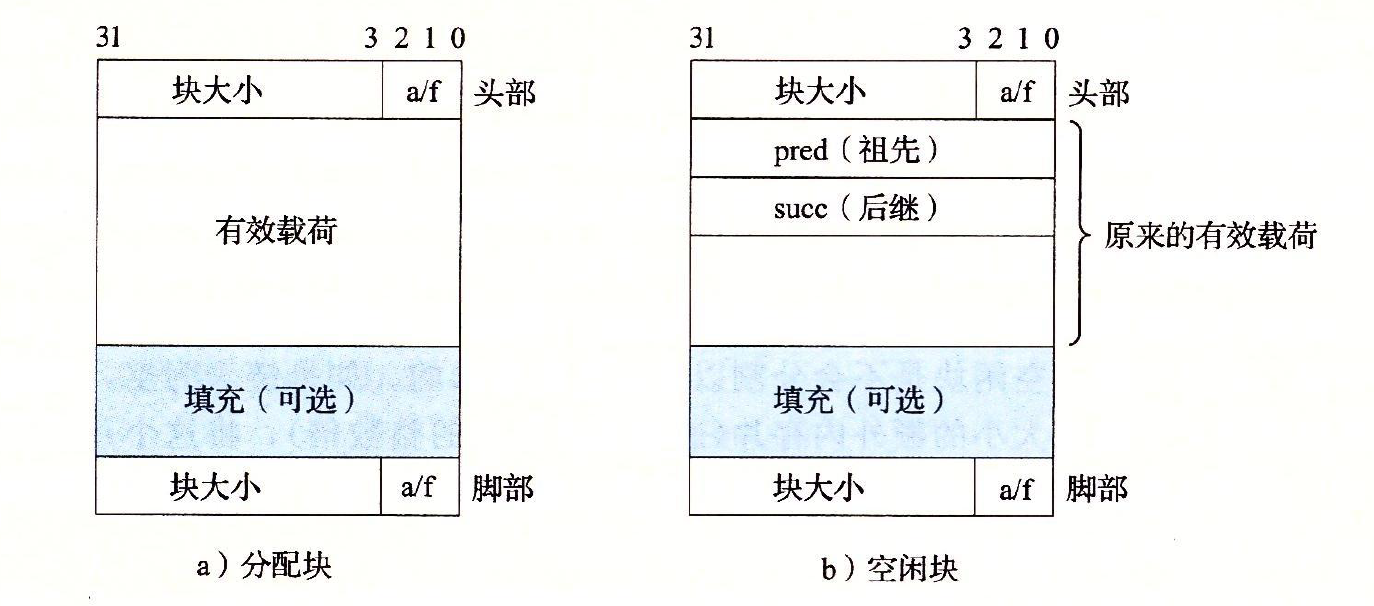 31 3 2 1 0
块大小 a/f 头部
有效载荷
填充（可选）
块大小 a/f 脚部
a）分配块
31 3 2 1 0
块大小 a/f 头部
pred（祖先）
succ（后继）
原来的有效载荷
填充（可选）
块大小 a/f 脚部
b）空闲块